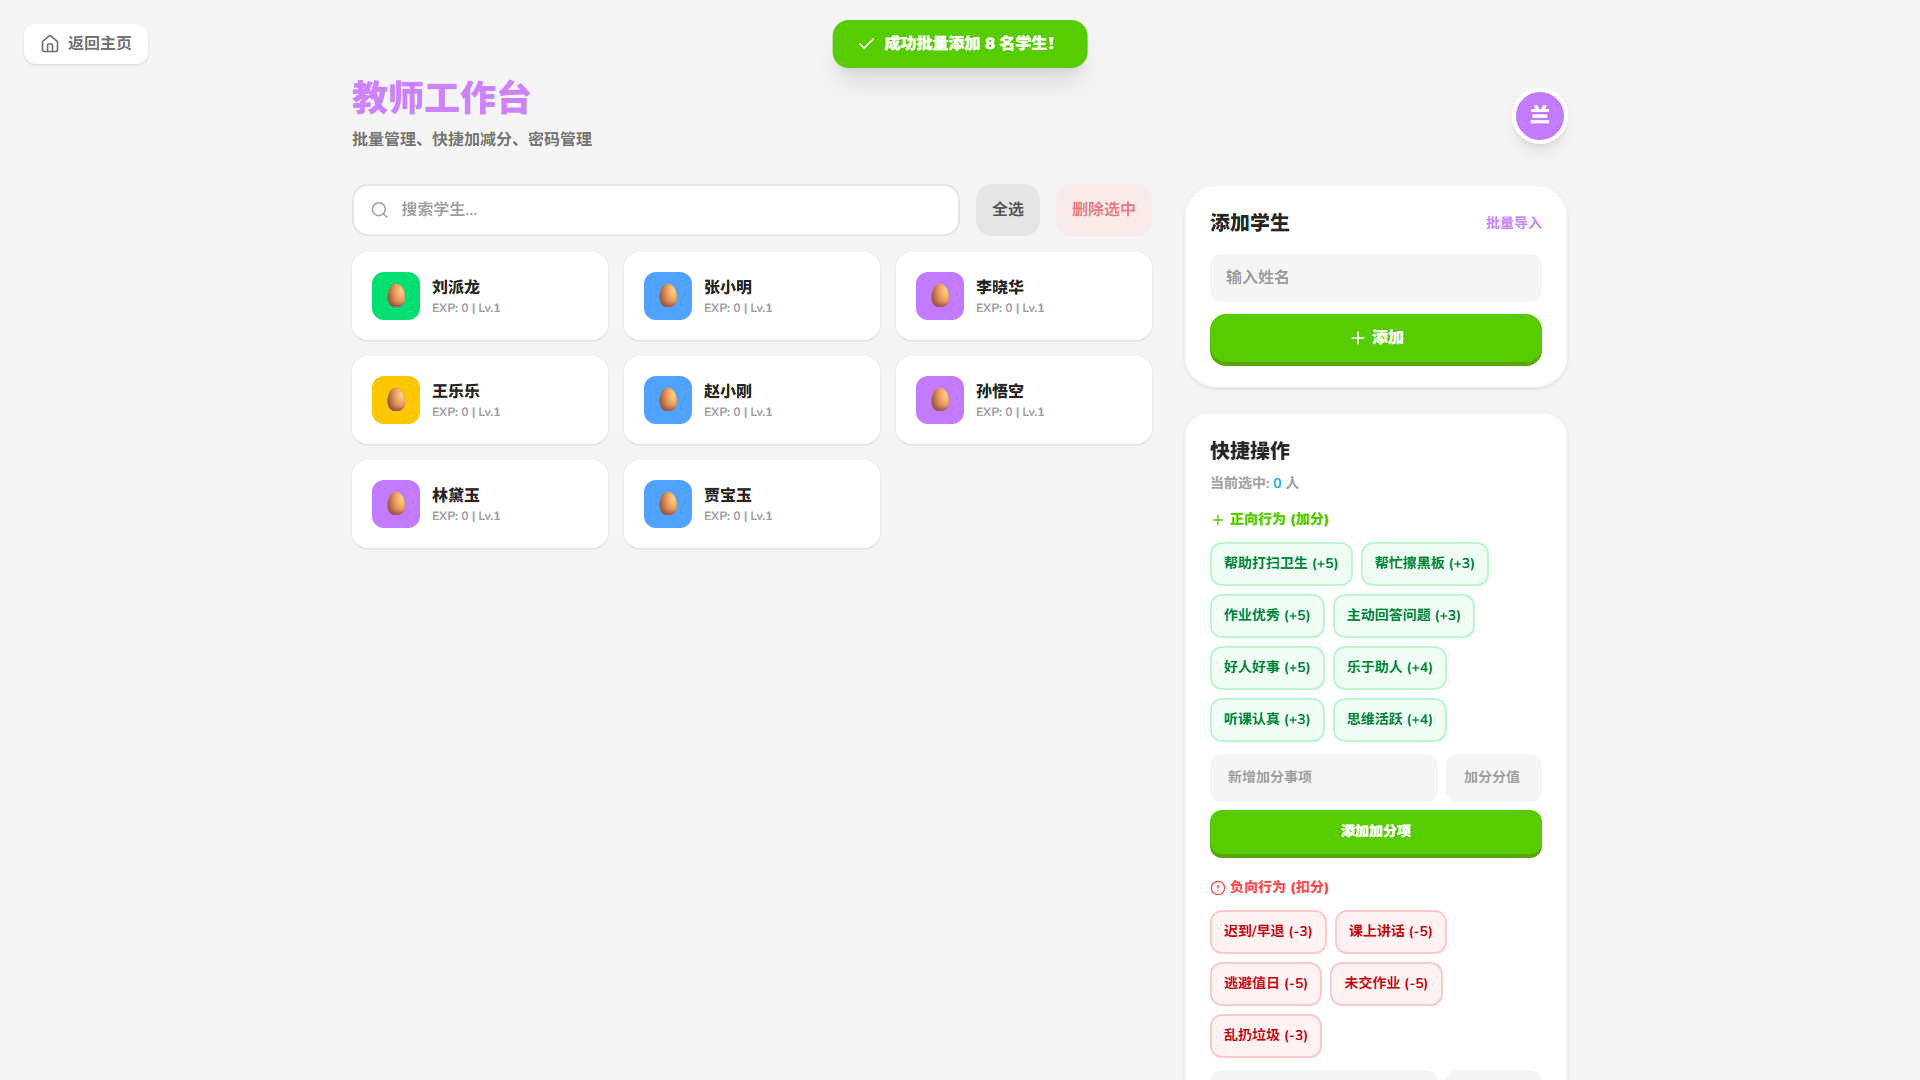 返回主页
成功批量添加 8 名学生!
教师工作台
批量管理、快捷加减分、密码管理
搜索学生...
全选
删除选中
刘派龙
EXP: 0 | Lv.1
张小明
EXP: 0 | Lv.1
李晓华
EXP: 0 | Lv.1
王乐乐
EXP: 0 | Lv.1
赵小刚
EXP: 0 | Lv.1
孙悟空
EXP: 0 | Lv.1
林黛玉
EXP: 0 | Lv.1
贾宝玉
EXP: 0 | Lv.1
添加学生
批量导入
输入姓名
添加
快捷操作
当前选中: 0 人
正向行为 (加分)
帮助打扫卫生 (+5)
帮忙擦黑板 (+3)
作业优秀 (+5)
主动回答问题 (+3)
好人好事 (+5)
乐于助人 (+4)
听课认真 (+3)
思维活跃 (+4)
新增加分事项
加分分值
添加加分项
负向行为 (扣分)
迟到/早退 (-3)
课上讲话 (-5)
逃避值日 (-5)
未交作业 (-5)
乱扔垃圾 (-3)